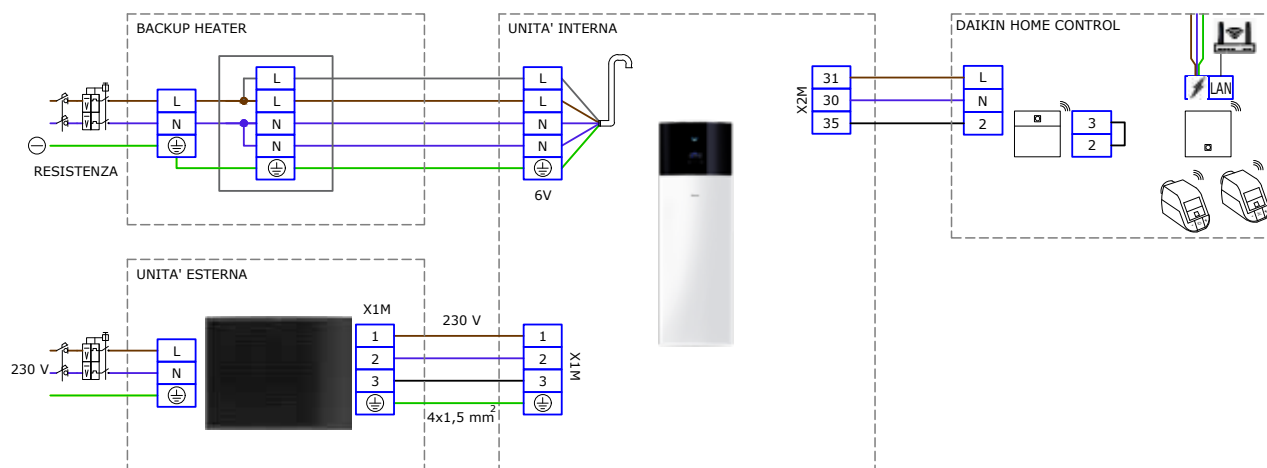 BACKUP HEATER
UNITA' INTERNA
DAIKIN HOME CONTROL
L
L
N
N
6V
L
L
N
N
L
N
RESISTENZA
X2M
31
30
35
L
N
2
3
2
LAN
UNITA' ESTERNA
230 V
L
N
X1M
1
2
3
230 V
4x1,5 mm²
1
2
3
X1M